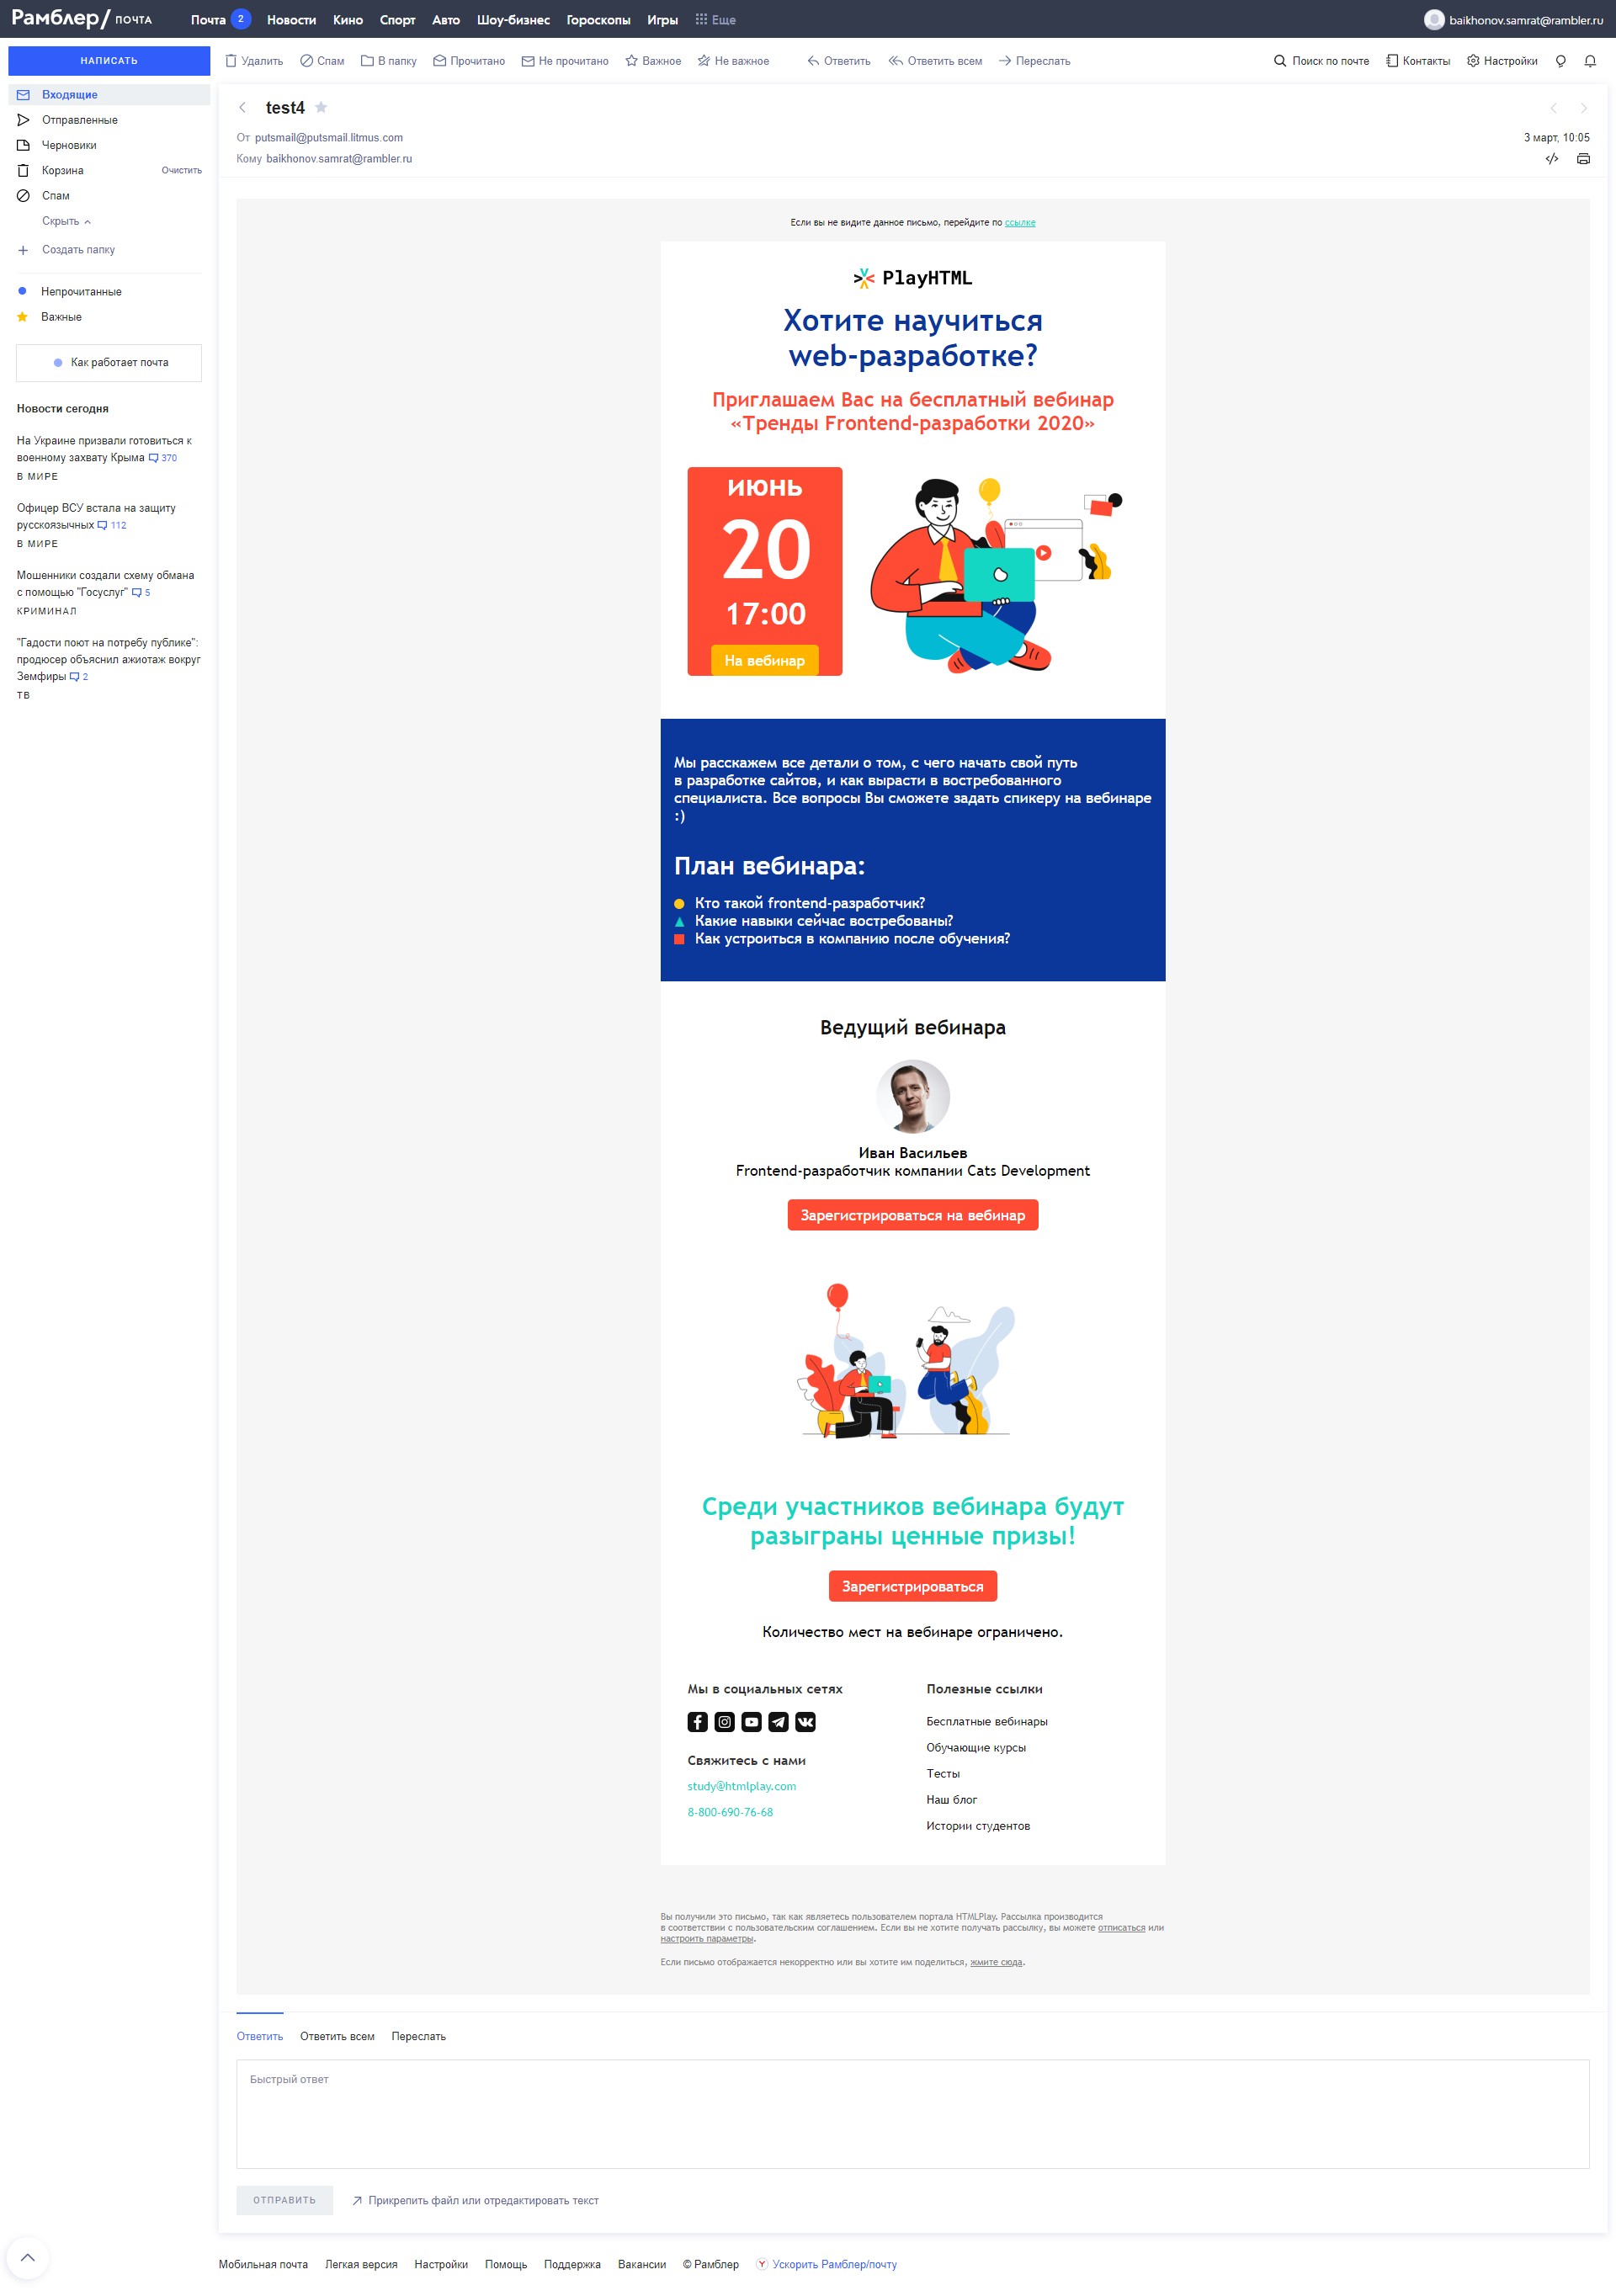 Рамблер/ ПОЧТА
Почта 2 Новости Кино Спорт Авто Шоу-бизнес Гороскопы Игры Еще
baikhonov.samrat@rambler.ru
НАПИСАТЬ
Удалить Спам В папку Прочитано Не прочитано Важное Не важное Ответить Ответить всем Переслать
Поиск по почте Контакты Настройки
Входящие
Отправленные
Черновики
Корзина Очистить
Спам
Скрыть
Создать папку
Непрочитанные
Важные
Как работает почта
Новости сегодня
На Украине призвали готовиться к
военному захвату Крыма 370
В МИРЕ
Офицер ВСУ встала на защиту
русскоязычных 112
В МИРЕ
Мошенники создали схему обмана
с помощью "Госуслуг" 5
КРИМИНАЛ
"Гадости поют на потребу публике":
продюсер объяснил ажиотаж вокруг
Земфиры 2
ТВ
test4
От putsmail@putsmail.litmus.com
3 март, 10:05
Кому baikhonov.samrat@rambler.ru
Если вы не видите данное письмо, перейдите по ссылке
PlayHTML
Хотите научиться
web-разработке?
Приглашаем Вас на бесплатный вебинар
«Тренды Frontend-разработки 2020»
июнь
20
17:00
На вебинар
Мы расскажем все детали о том, с чего начать свой путь
в разработке сайтов, и как вырасти в востребованного
специалиста. Все вопросы Вы сможете задать спикеру на вебинаре
:)
План вебинара:
Кто такой frontend-разработчик?
Какие навыки сейчас востребованы?
Как устроиться в компанию после обучения?
Ведущий вебинара
Иван Васильев
Frontend-разработчик компании Cats Development
Зарегистрироваться на вебинар
Среди участников вебинара будут
разыграны ценные призы!
Зарегистрироваться
Количество мест на вебинаре ограничено.
Мы в социальных сетях
Свяжитесь с нами
study@htmlplay.com
8-800-690-76-68
Полезные ссылки
Бесплатные вебинары
Обучающие курсы
Тесты
Наш блог
Истории студентов
Вы получили это письмо, так как являетесь пользователем портала HTMLPlay. Рассылка производится
в соответствии с пользовательским соглашением. Если вы не хотите получать рассылку, вы можете отписаться или
настроить параметры.
Если письмо отображается некорректно или вы хотите им поделиться, жмите сюда.
Ответить Ответить всем Переслать
Быстрый ответ
ОТПРАВИТЬ Прикрепить файл или отредактировать текст
Мобильная почта Легкая версия Настройки Помощь Поддержка Вакансии © Рамблер Ускорить Рамблер/почту